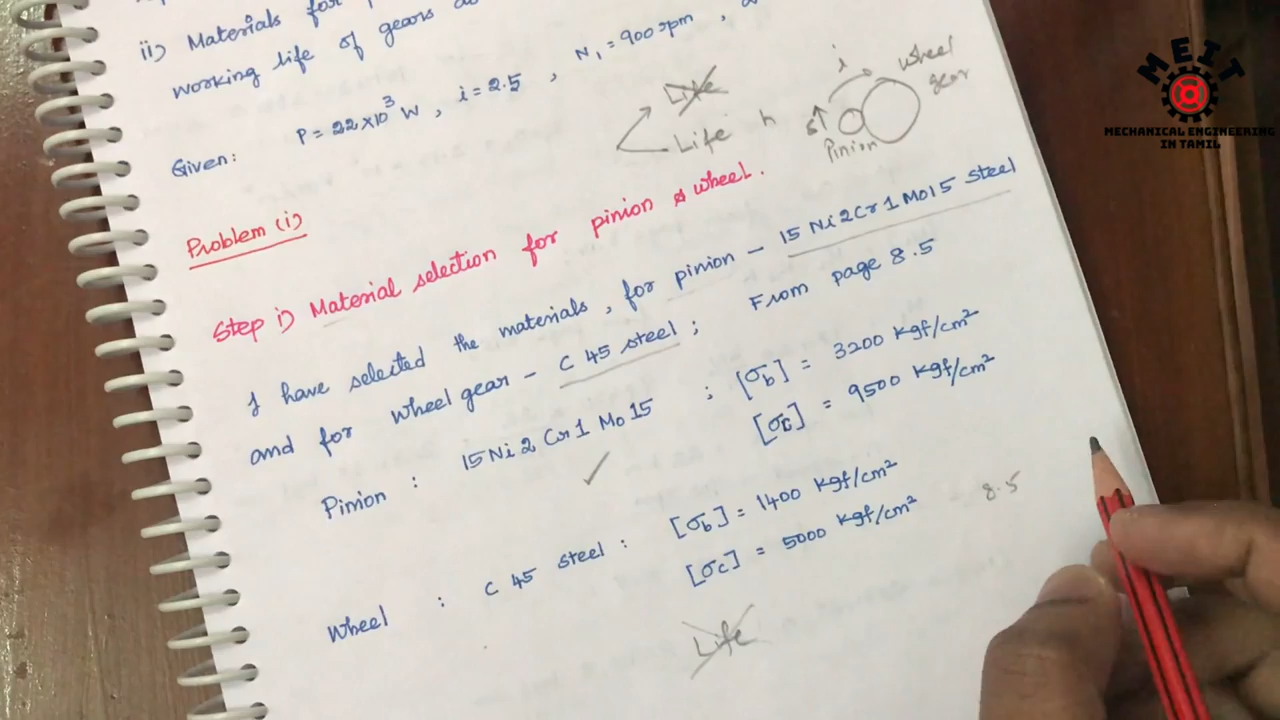 ii) Materials for
working life of gears
Given: P = 22x10³ W, i = 2.5, N₁ = 900 rpm,
Life
Life h
i
wheel
gear
Pinion
Problem (i)
Step i) Material selection for pinion & wheel.
I have selected the materials, for pinion - 15 Ni 2 Cr 1 Mo 15 Steel
and for wheel gear - C 45 steel; From page 8.5
Pinion : 15 Ni 2 Cr 1 Mo 15 ; [σb] = 3200 kgf/cm²
[σc] = 9500 kgf/cm²
Wheel : C 45 steel : [σb] = 1400 kgf/cm²
[σc] = 5000 kgf/cm²
8.5
Life
MEIT
MECHANICAL ENGINEERING
IN TAMIL